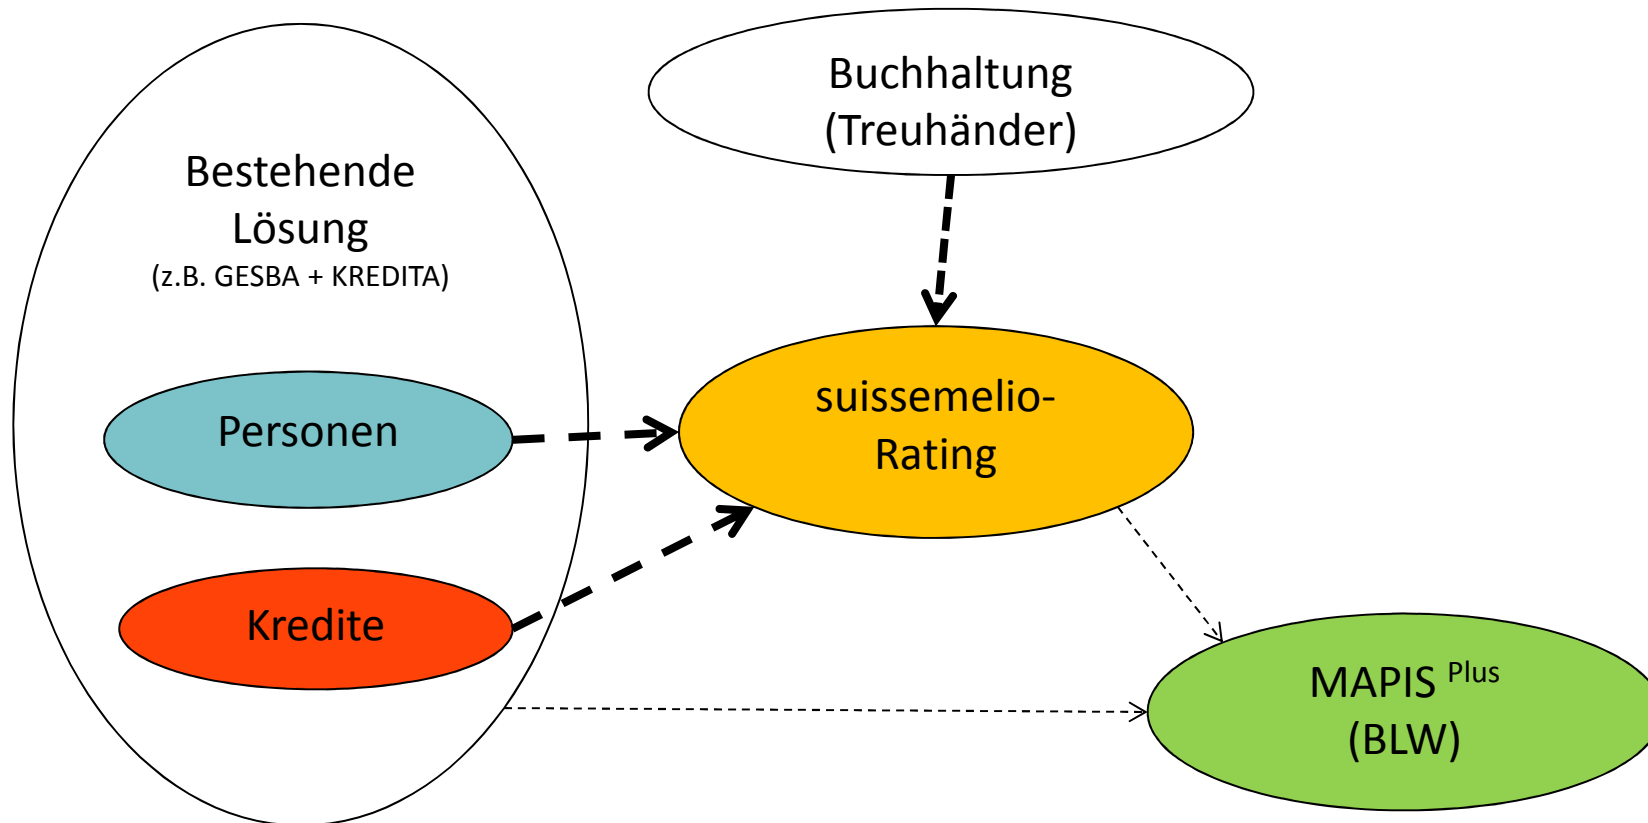 Buchhaltung
(Treuhänder)
Bestehende
Lösung
(z.B. GESBA + KREDITA)
Personen
suissemelio-
Rating
Kredite
MAPIS Plus
(BLW)